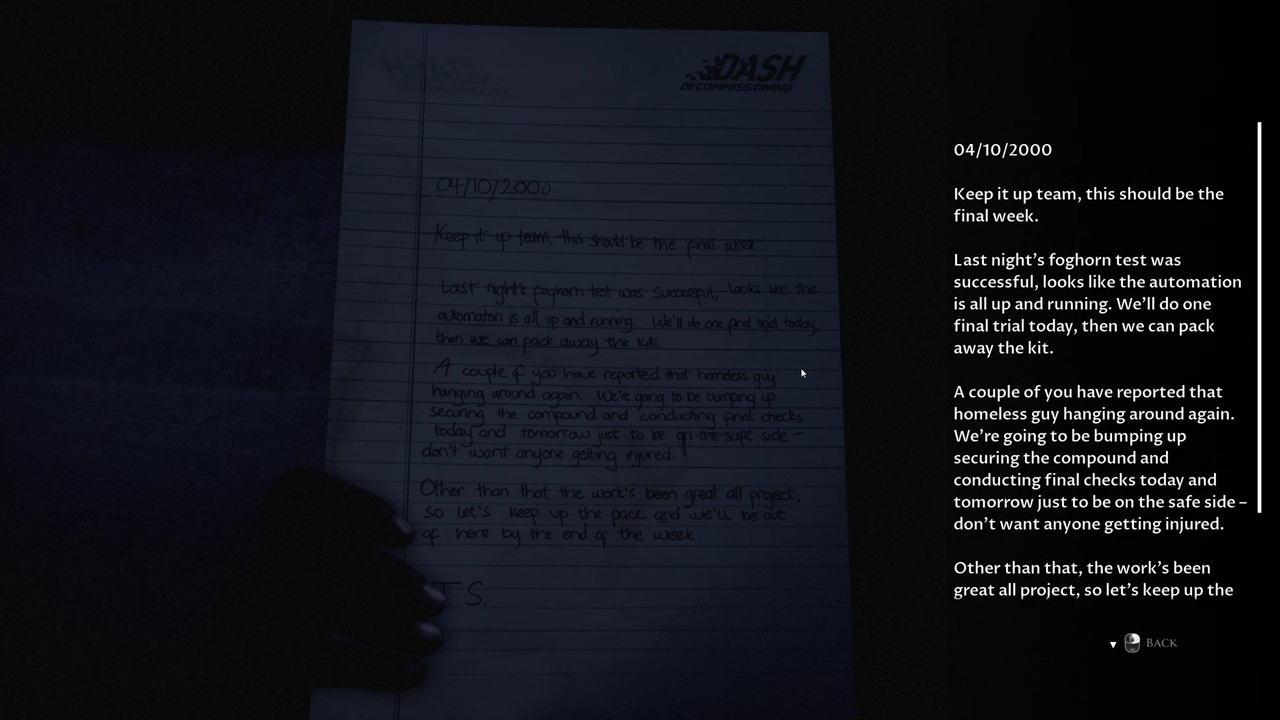 DASH
DECOMMISSIONING
04/10/2000
Keep it up team, this should be the final week.
Last night's foghorn test was successful, looks like the
automation is all up and running. We'll do one final trial today,
then we can pack away the kit.
A couple of you have reported that homeless guy
hanging around again. We're going to be bumping up
securing the compound and conducting final checks
today and tomorrow just to be on the safe side –
don't want anyone getting injured.
Other than that, the work's been great all project,
so let's keep up the pace and we'll be out
of here by the end of the week.
T. S.
04/10/2000
Keep it up team, this should be the
final week.
Last night's foghorn test was
successful, looks like the automation
is all up and running. We'll do one
final trial today, then we can pack
away the kit.
A couple of you have reported that
homeless guy hanging around again.
We're going to be bumping up
securing the compound and
conducting final checks today and
tomorrow just to be on the safe side –
don't want anyone getting injured.
Other than that, the work's been
great all project, so let's keep up the
BACK